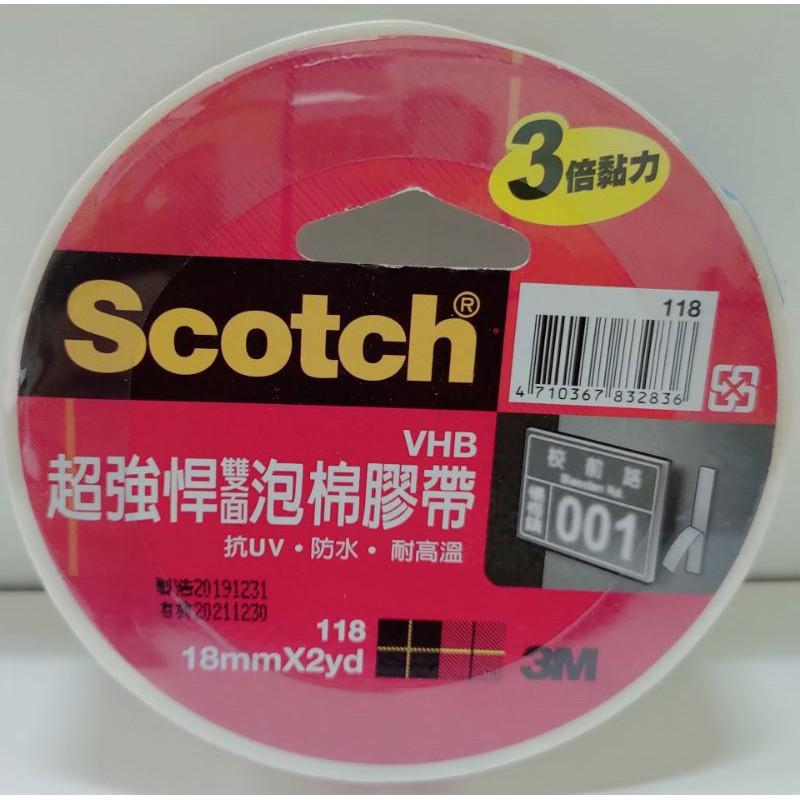 3倍黏力
Scotch®
118
4 710367 832836
VHB
超強悍雙面泡棉膠帶
抗UV・防水・耐高溫
校前路
001
製造20191231
有效20211230
118
18mmX2yd
3M